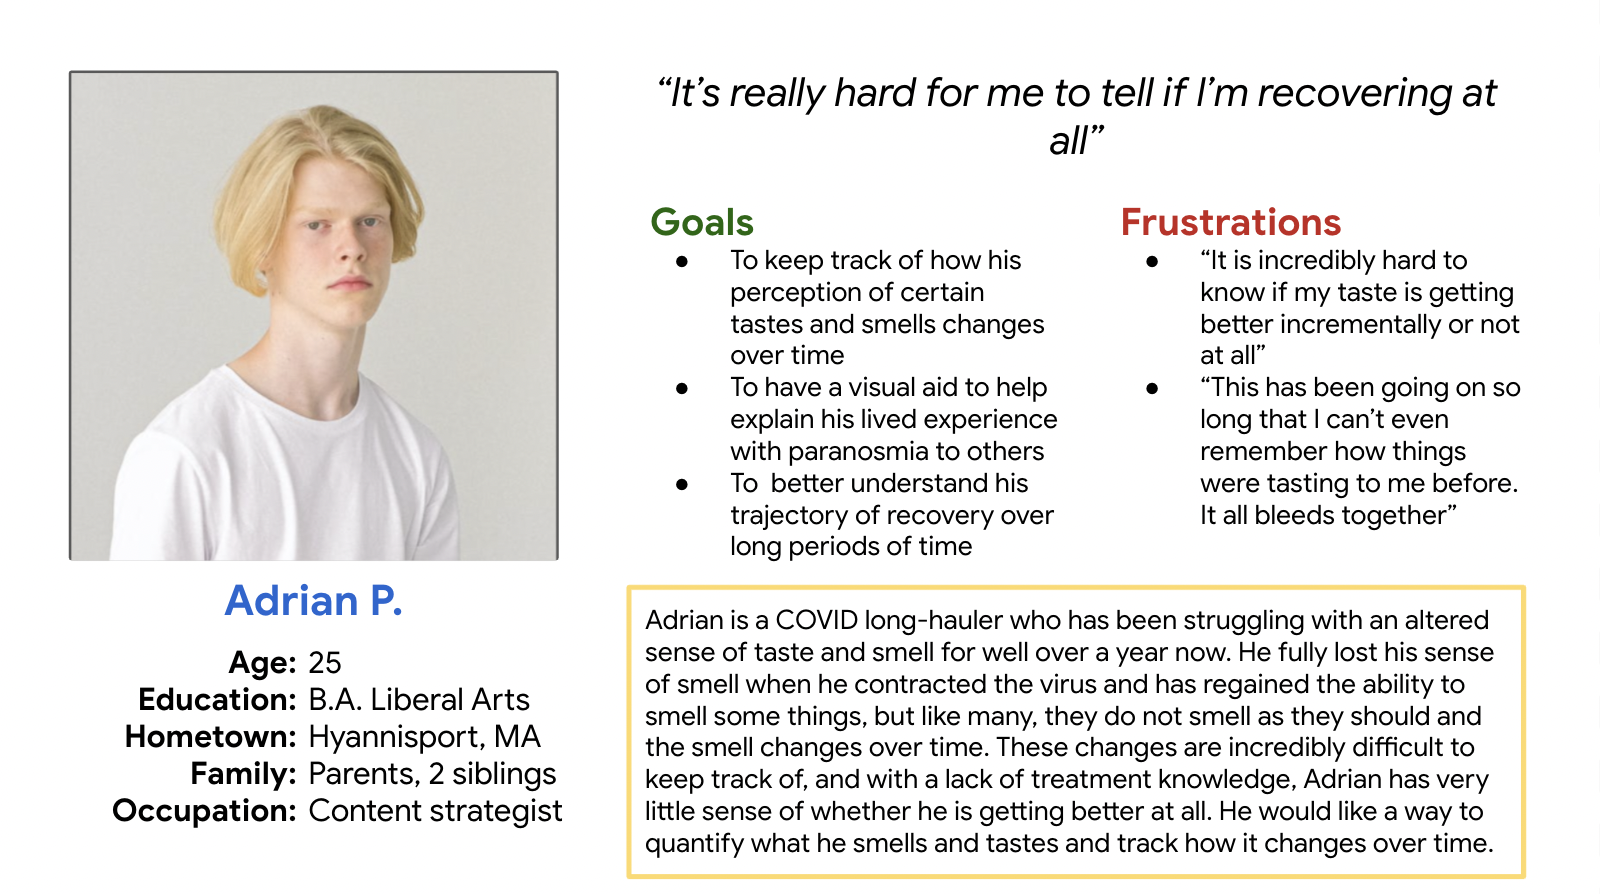 “It’s really hard for me to tell if I’m recovering at
all”
Goals
● To keep track of how his
perception of certain
tastes and smells changes
over time
● To have a visual aid to help
explain his lived experience
with paranosmia to others
● To  better understand his
trajectory of recovery over
long periods of time
Frustrations
● “It is incredibly hard to
know if my taste is getting
better incrementally or not
at all”
● “This has been going on so
long that I can’t even
remember how things
were tasting to me before.
It all bleeds together”
Adrian P.
Age: 25
Education: B.A. Liberal Arts
Hometown: Hyannisport, MA
Family: Parents, 2 siblings
Occupation: Content strategist
Adrian is a COVID long-hauler who has been struggling with an altered
sense of taste and smell for well over a year now. He fully lost his sense
of smell when he contracted the virus and has regained the ability to
smell some things, but like many, they do not smell as they should and
the smell changes over time. These changes are incredibly difficult to
keep track of, and with a lack of treatment knowledge, Adrian has very
little sense of whether he is getting better at all. He would like a way to
quantify what he smells and tastes and track how it changes over time.